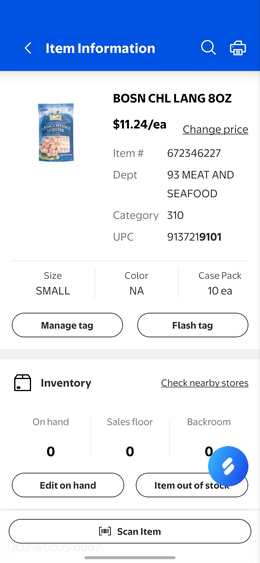 Item Information
BOSN CHL LANG 8OZ
$11.24/ea
Change price
Item # 672346227
Dept 93 MEAT AND
SEAFOOD
Category 310
UPC 9137219101
Size Color Case Pack
SMALL NA 10 ea
Manage tag Flash tag
Inventory Check nearby stores
On hand Sales floor Backroom
0 0 0
Edit on hand Item out of stock
Scan Item